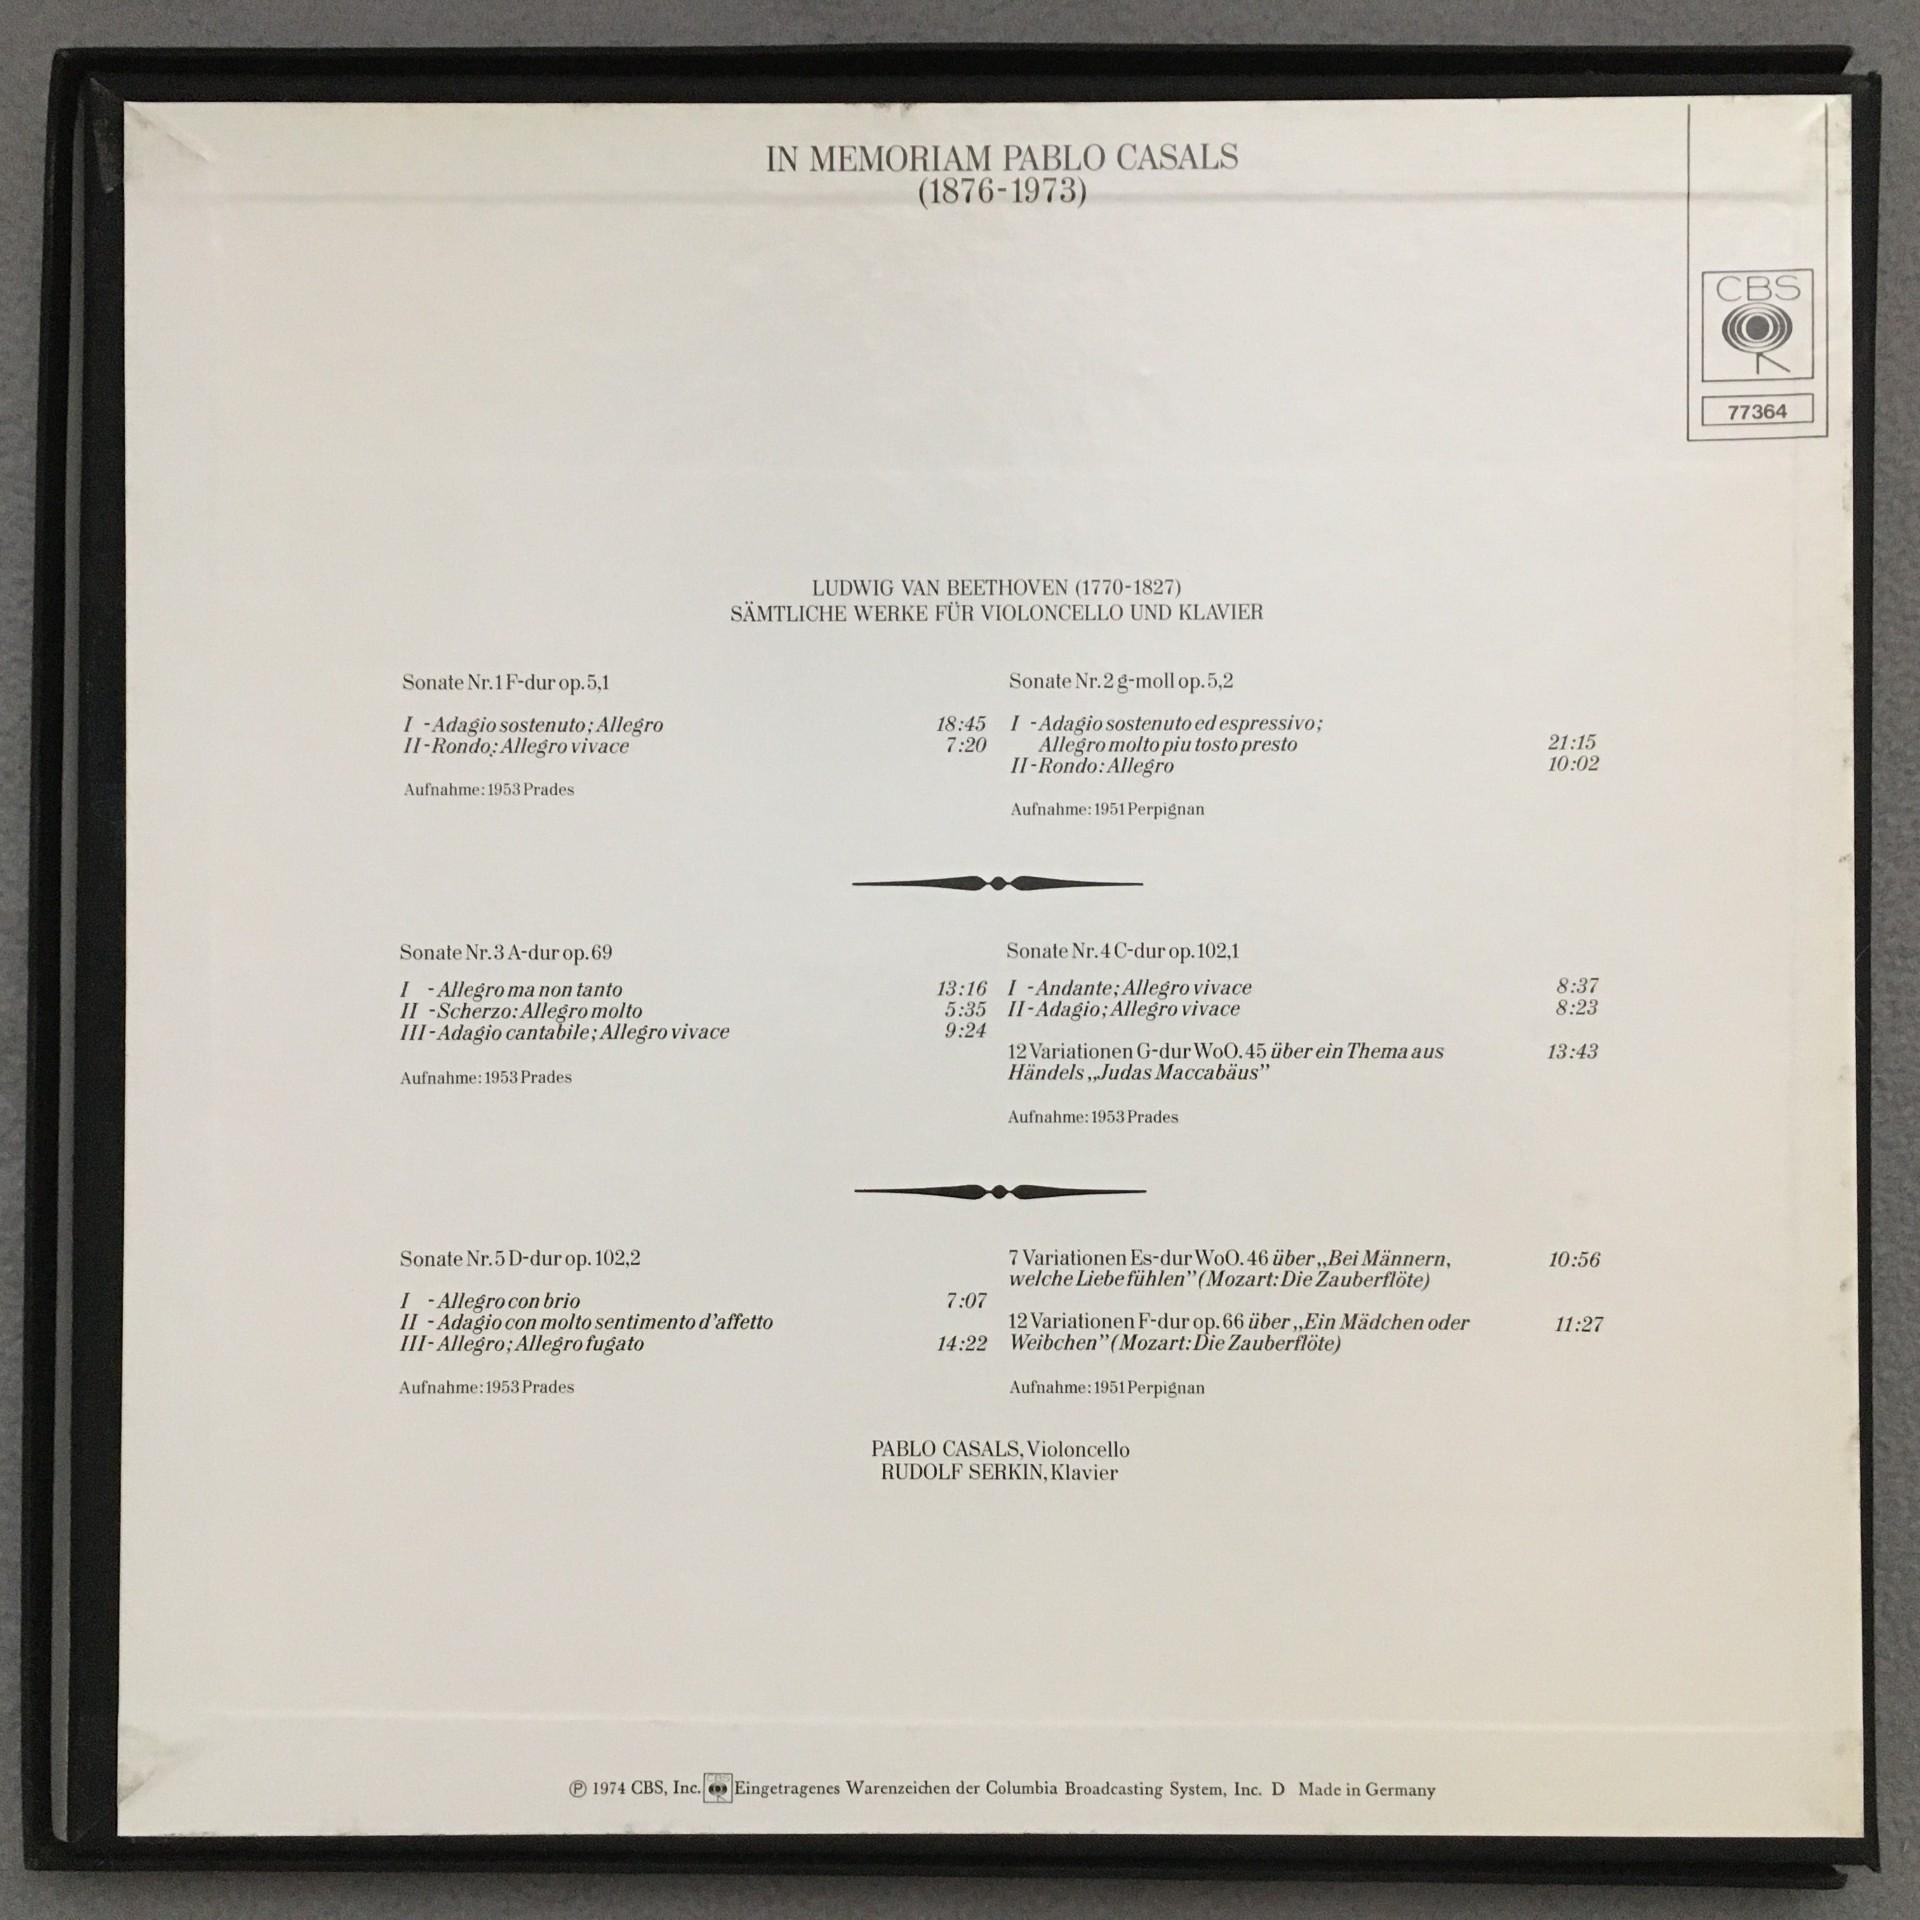 IN MEMORIAM PABLO CASALS
(1876-1973)
CBS
77364
LUDWIG VAN BEETHOVEN (1770-1827)
SÄMTLICHE WERKE FÜR VIOLONCELLO UND KLAVIER
Sonate Nr. 1 F-dur op. 5,1
I - Adagio sostenuto; Allegro 18:45
II - Rondo: Allegro vivace 7:20
Aufnahme: 1953 Prades
Sonate Nr. 2 g-moll op. 5,2
I - Adagio sostenuto ed espressivo;
Allegro molto piu tosto presto 21:15
II - Rondo: Allegro 10:02
Aufnahme: 1951 Perpignan
Sonate Nr. 3 A-dur op. 69
I - Allegro ma non tanto 13:16
II - Scherzo: Allegro molto 5:35
III - Adagio cantabile; Allegro vivace 9:24
Aufnahme: 1953 Prades
Sonate Nr. 4 C-dur op. 102,1
I - Andante; Allegro vivace 8:37
II - Adagio; Allegro vivace 8:23
12 Variationen G-dur WoO. 45 über ein Thema aus 13:43
Händels „Judas Maccabäus”
Aufnahme: 1953 Prades
Sonate Nr. 5 D-dur op. 102,2
I - Allegro con brio 7:07
II - Adagio con molto sentimento d’affetto
III - Allegro; Allegro fugato 14:22
Aufnahme: 1953 Prades
7 Variationen Es-dur WoO. 46 über „Bei Männern, 10:56
welche Liebe fühlen” (Mozart: Die Zauberflöte)
12 Variationen F-dur op. 66 über „Ein Mädchen oder 11:27
Weibchen” (Mozart: Die Zauberflöte)
Aufnahme: 1951 Perpignan
PABLO CASALS, Violoncello
RUDOLF SERKIN, Klavier
℗ 1974 CBS, Inc. CBS Eingetragenes Warenzeichen der Columbia Broadcasting System, Inc. D Made in Germany